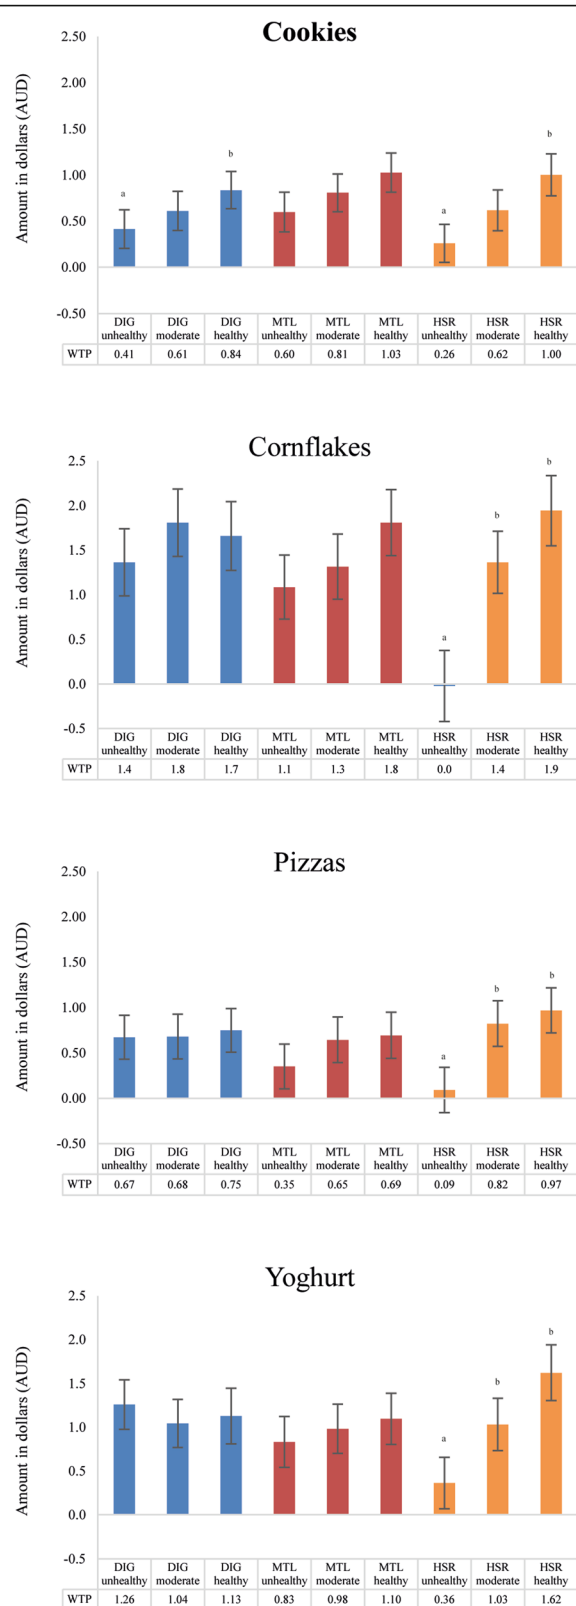 Cookies
Amount in dollars (AUD)
2.50
2.00
1.50
1.00
0.50
0.00
-0.50
a
b
a
b
DIG unhealthy DIG moderate DIG healthy MTL unhealthy MTL moderate MTL healthy HSR unhealthy HSR moderate HSR healthy
WTP 0.41 0.61 0.84 0.60 0.81 1.03 0.26 0.62 1.00
Cornflakes
Amount in dollars (AUD)
2.5
2.0
1.5
1.0
0.5
0.0
-0.5
a
b
b
DIG unhealthy DIG moderate DIG healthy MTL unhealthy MTL moderate MTL healthy HSR unhealthy HSR moderate HSR healthy
WTP 1.4 1.8 1.7 1.1 1.3 1.8 0.0 1.4 1.9
Pizzas
Amount in dollars (AUD)
2.50
2.00
1.50
1.00
0.50
0.00
-0.50
a
b
b
DIG unhealthy DIG moderate DIG healthy MTL unhealthy MTL moderate MTL healthy HSR unhealthy HSR moderate HSR healthy
WTP 0.67 0.68 0.75 0.35 0.65 0.69 0.09 0.82 0.97
Yoghurt
Amount in dollars (AUD)
2.5
2.0
1.5
1.0
0.5
0.0
-0.5
a
b
b
DIG unhealthy DIG moderate DIG healthy MTL unhealthy MTL moderate MTL healthy HSR unhealthy HSR moderate HSR healthy
WTP 1.26 1.04 1.13 0.83 0.98 1.10 0.36 1.03 1.62